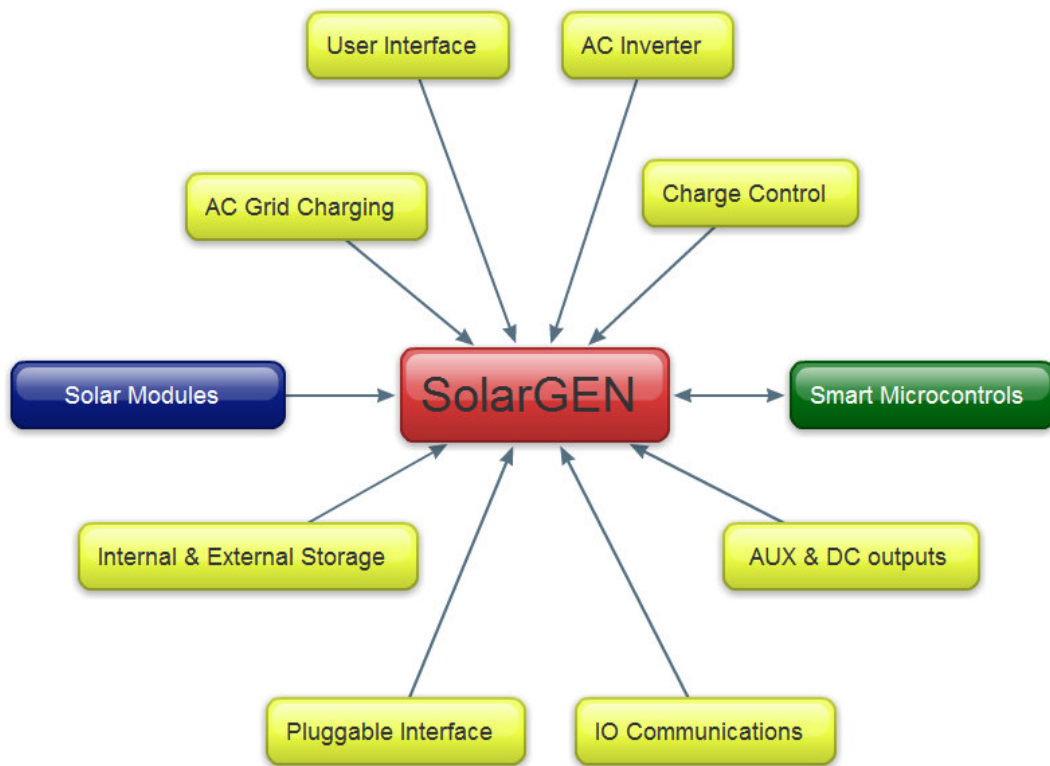 User Interface
AC Inverter
AC Grid Charging
Charge Control
Solar Modules
SolarGEN
Smart Microcontrols
Internal & External Storage
AUX & DC outputs
Pluggable Interface
IO Communications